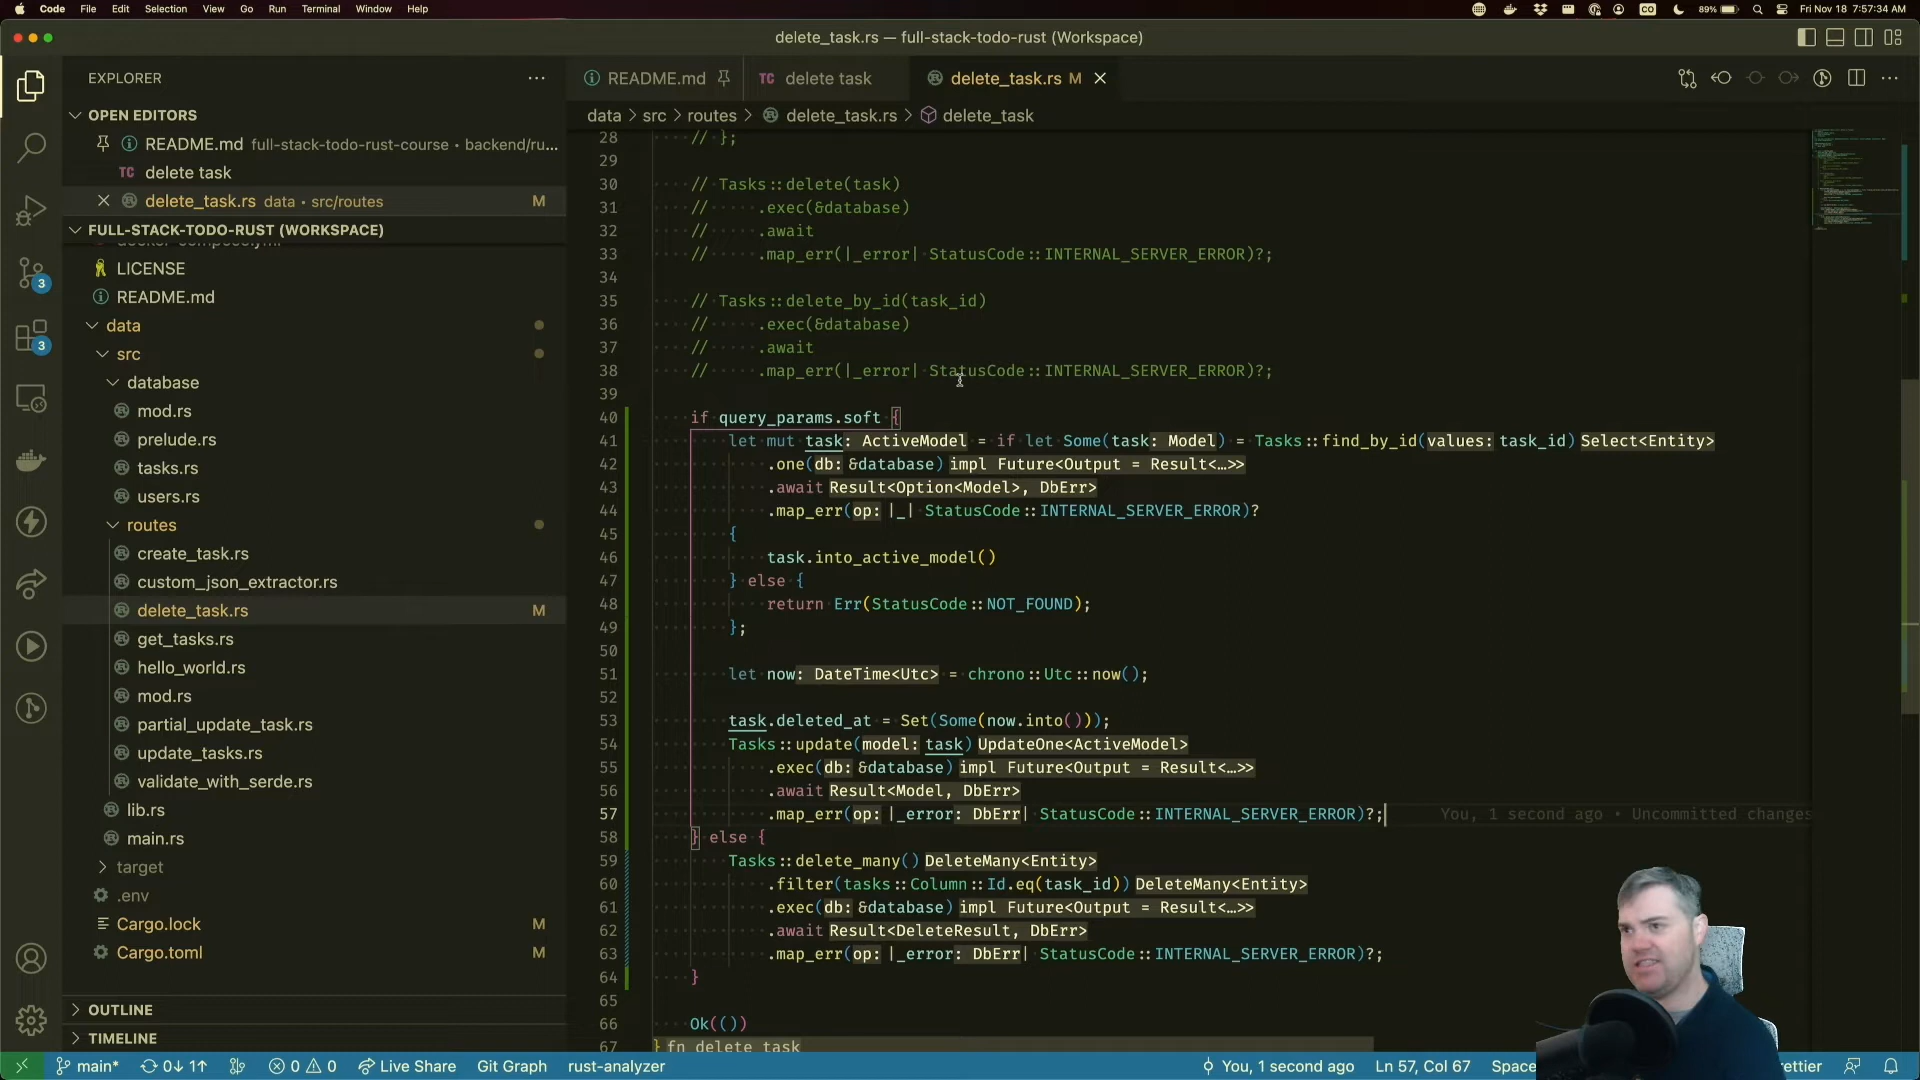 Code File Edit Selection View Go Run Terminal Window Help
CO 89% Fri Nov 18 7:57:34 AM
delete_task.rs — full-stack-todo-rust (Workspace)
EXPLORER
OPEN EDITORS
README.md full-stack-todo-rust-course • backend/ru...
TC delete task
delete_task.rs data • src/routes M
FULL-STACK-TODO-RUST (WORKSPACE)
LICENSE
README.md
data
src
database
mod.rs
prelude.rs
tasks.rs
users.rs
routes
create_task.rs
custom_json_extractor.rs
delete_task.rs M
get_tasks.rs
hello_world.rs
mod.rs
partial_update_task.rs
update_tasks.rs
validate_with_serde.rs
lib.rs
main.rs
target
.env
Cargo.lock M
Cargo.toml M
OUTLINE
TIMELINE
3
3
README.md TC delete task delete_task.rs M
data > src > routes > delete_task.rs > delete_task
28 // };
29
30 // Tasks::delete(task)
31 // .exec(&database)
32 // .await
33 // .map_err(|_error| StatusCode::INTERNAL_SERVER_ERROR)?;
34
35 // Tasks::delete_by_id(task_id)
36 // .exec(&database)
37 // .await
38 // .map_err(|_error| StatusCode::INTERNAL_SERVER_ERROR)?;
39
40 if query_params.soft {
41 let mut task: ActiveModel = if let Some(task: Model) = Tasks::find_by_id(values: task_id) Select<Entity>
42 .one(db: &database) impl Future<Output = Result<…>>
43 .await Result<Option<Model>, DbErr>
44 .map_err(op: |_| StatusCode::INTERNAL_SERVER_ERROR)?
45 {
46 task.into_active_model()
47 } else {
48 return Err(StatusCode::NOT_FOUND);
49 };
50
51 let now: DateTime<Utc> = chrono::Utc::now();
52
53 task.deleted_at = Set(Some(now.into()));
54 Tasks::update(model: task) UpdateOne<ActiveModel>
55 .exec(db: &database) impl Future<Output = Result<…>>
56 .await Result<Model, DbErr>
57 .map_err(op: |_error: DbErr| StatusCode::INTERNAL_SERVER_ERROR)?; You, 1 second ago • Uncommitted changes
58 } else {
59 Tasks::delete_many() DeleteMany<Entity>
60 .filter(tasks::Column::Id.eq(task_id)) DeleteMany<Entity>
61 .exec(db: &database) impl Future<Output = Result<…>>
62 .await Result<DeleteResult, DbErr>
63 .map_err(op: |_error: DbErr| StatusCode::INTERNAL_SERVER_ERROR)?;
64 }
65
66 Ok(())
67 } fn delete_task
main* 0↓ 1↑ 0 0 Live Share Git Graph rust-analyzer You, 1 second ago Ln 57, Col 67 Space ettier